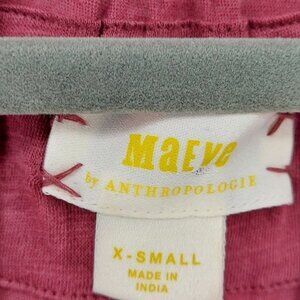 Maeve
by ANTHROPOLOGIE
X-SMALL
MADE IN
INDIA